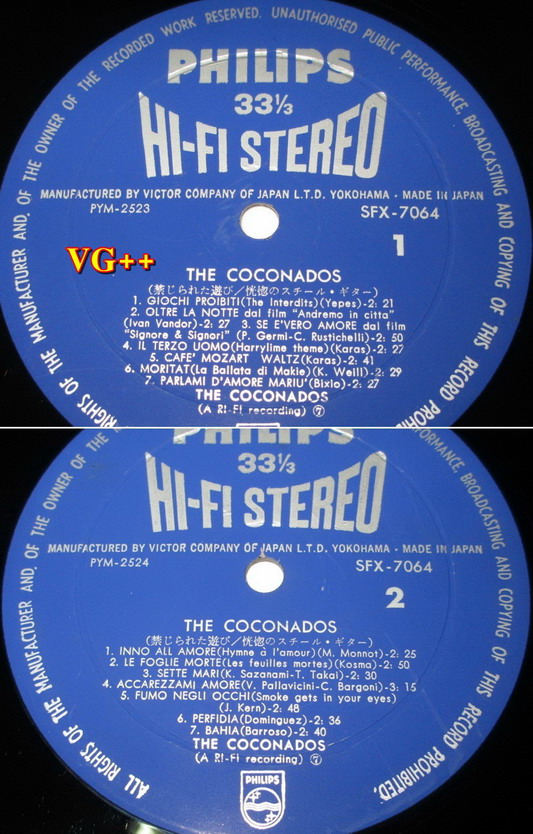 ALL RIGHTS OF THE MANUFACTURER AND OF THE OWNER OF THE RECORDED WORK RESERVED. UNAUTHORISED PUBLIC PERFORMANCE, BROADCASTING AND COPYING OF THIS RECORD PROHIBITED.
PHILIPS
33⅓
HI-FI STEREO
MANUFACTURED BY VICTOR COMPANY OF JAPAN L.T.D. YOKOHAMA · MADE IN JAPAN
PYM-2523
SFX-7064
1
VG++
THE COCONADOS
(禁じられた遊び/恍惚のスチール・ギター)
1. GIOCHI PROIBITI(The Interdits)(Yepes)-2: 21
2. OLTRE LA NOTTE dal film "Andremo in citta"
(Ivan Vandor)-2: 27 3. SE E'VERO AMORE dal film
"Signore & Signori" (P. Germi-C. Rustichelli)-2: 50
4. IL TERZO UOMO(Harrylime theme)(Karas)-2: 27
5. CAFE' MOZART WALTZ(Karas)-2: 41
6. MORITAT(La Ballata di Makie)(K. Weill)-2: 29
7. PARLAMI D'AMORE MARIU'(Bixio)-2: 27
THE COCONADOS
(A RI-FI recording) ⑦
PHILIPS
33⅓
HI-FI STEREO
MANUFACTURED BY VICTOR COMPANY OF JAPAN L.T.D. YOKOHAMA · MADE IN JAPAN
PYM-2524
SFX-7064
2
THE COCONADOS
(禁じられた遊び/恍惚のスチール・ギター)
1. INNO ALL AMORE(Hymne à l'amour)(M. Monnot)-2: 25
2. LE FOGLIE MORTE(Les feuilles mortes)(Kosma)-2: 50
3. SETTE MARI(K. Sazanami-T. Takai)-2: 30
4. ACCAREZZAMI AMORE(V. Pallavicini-C. Bargoni)-3: 15
5. FUMO NEGLI OCCHI(Smoke gets in your eyes)
(J. Kern)-2: 48
6. PERFIDIA(Dominguez)-2: 36
7. BAHIA(Barroso)-2: 40
THE COCONADOS
(A RI-FI recording) ⑦
PHILIPS
ALL RIGHTS OF THE MANUFACTURER AND OF THE OWNER OF THE
PERFORMANCE, BROADCASTING AND COPYING OF THIS RECORD PROHIBITED.